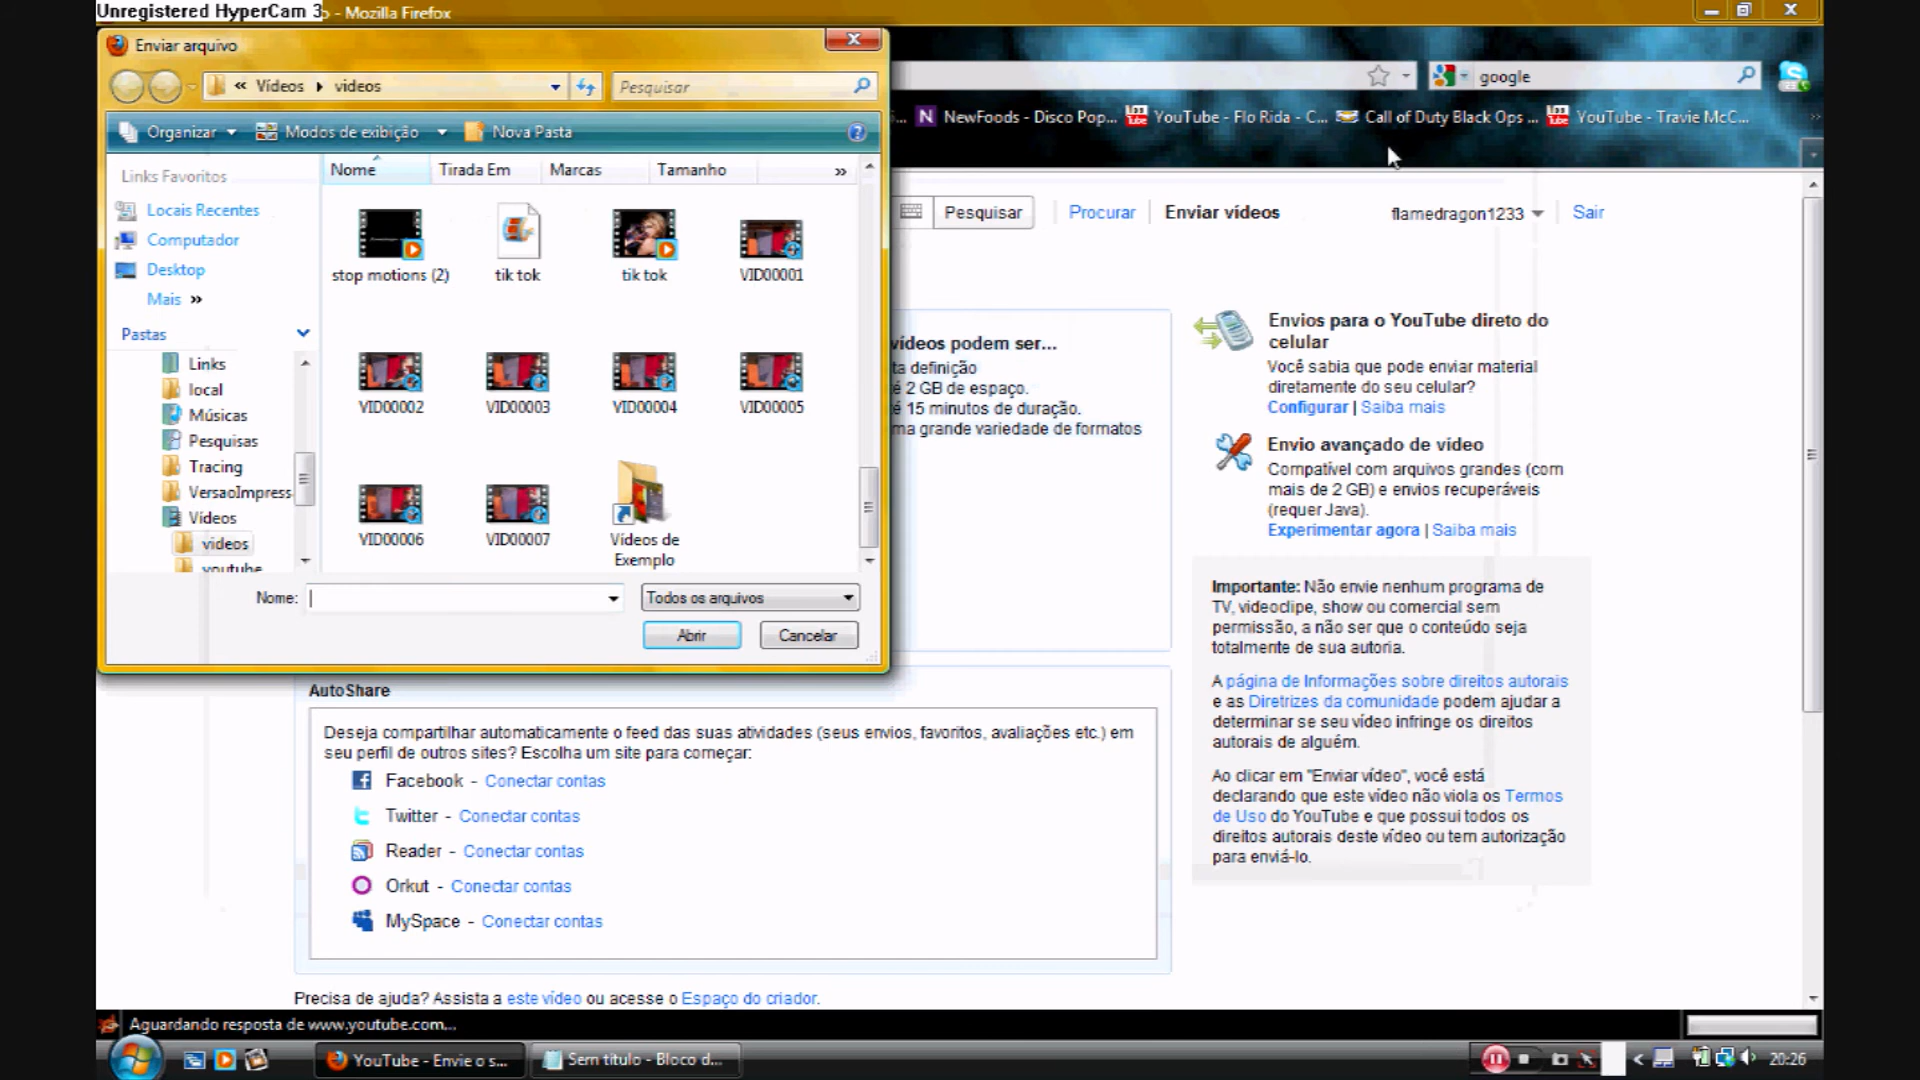 Unregistered HyperCam 3 - Mozilla Firefox
Enviar arquivo
« Vídeos ▸ videos
Pesquisar
google
Organizar Modos de exibição Nova Pasta
NewFoods - Disco Pop... YouTube - Flo Rida - C... Call of Duty Black Ops ... YouTube - Travie McC...
Links Favoritos
Locais Recentes
Computador
Desktop
Mais »
Pastas
Links
local
Músicas
Pesquisas
Tracing
VersaoImpress
Vídeos
videos
youtube
Nome Tirada Em Marcas Tamanho »
stop motions (2) tik tok tik tok VID00001
VID00002 VID00003 VID00004 VID00005
VID00006 VID00007 Vídeos de
Exemplo
Nome: Todos os arquivos
Abrir Cancelar
Pesquisar Procurar Enviar vídeos flamedragon1233 Sair
vídeos podem ser...
ta definição
é 2 GB de espaço.
é 15 minutos de duração.
ma grande variedade de formatos
Envios para o YouTube direto do
celular
Você sabia que pode enviar material
diretamente do seu celular?
Configurar | Saiba mais
Envio avançado de vídeo
Compatível com arquivos grandes (com
mais de 2 GB) e envios recuperáveis
(requer Java).
Experimentar agora | Saiba mais
Importante: Não envie nenhum programa de
TV, videoclipe, show ou comercial sem
permissão, a não ser que o conteúdo seja
totalmente de sua autoria.
A página de Informações sobre direitos autorais
e as Diretrizes da comunidade podem ajudar a
determinar se seu vídeo infringe os direitos
autorais de alguém.
Ao clicar em "Enviar vídeo", você está
declarando que este vídeo não viola os Termos
de Uso do YouTube e que possui todos os
direitos autorais deste vídeo ou tem autorização
para enviá-lo.
AutoShare
Deseja compartilhar automaticamente o feed das suas atividades (seus envios, favoritos, avaliações etc.) em
seu perfil de outros sites? Escolha um site para começar:
Facebook - Conectar contas
Twitter - Conectar contas
Reader - Conectar contas
Orkut - Conectar contas
MySpace - Conectar contas
Precisa de ajuda? Assista a este vídeo ou acesse o Espaço do criador.
Aguardando resposta de www.youtube.com...
YouTube - Envie o s... Sem título - Bloco d... 20:26